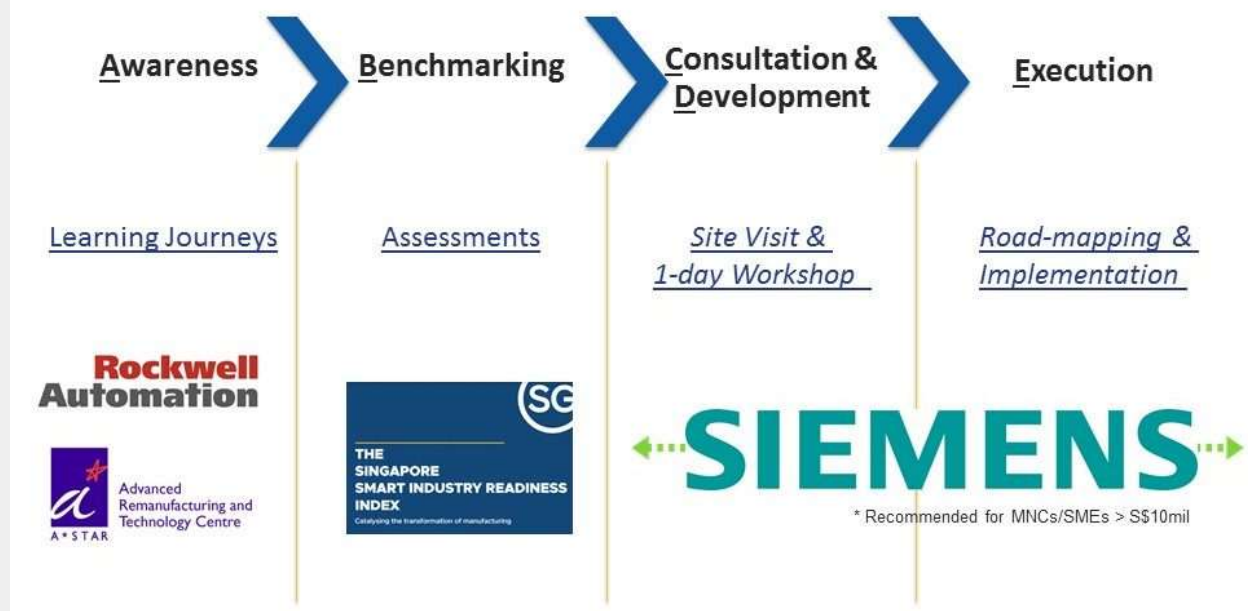 Awareness
Benchmarking
Consultation &
Development
Execution
Learning Journeys
Assessments
Site Visit &
1-day Workshop
Road-mapping &
Implementation
Rockwell
Automation
a
A*STAR
Advanced
Remanufacturing and
Technology Centre
SG
THE
SINGAPORE
SMART INDUSTRY READINESS
INDEX
Catalysing the transformation of manufacturing
SIEMENS
* Recommended for MNCs/SMEs > S$10mil